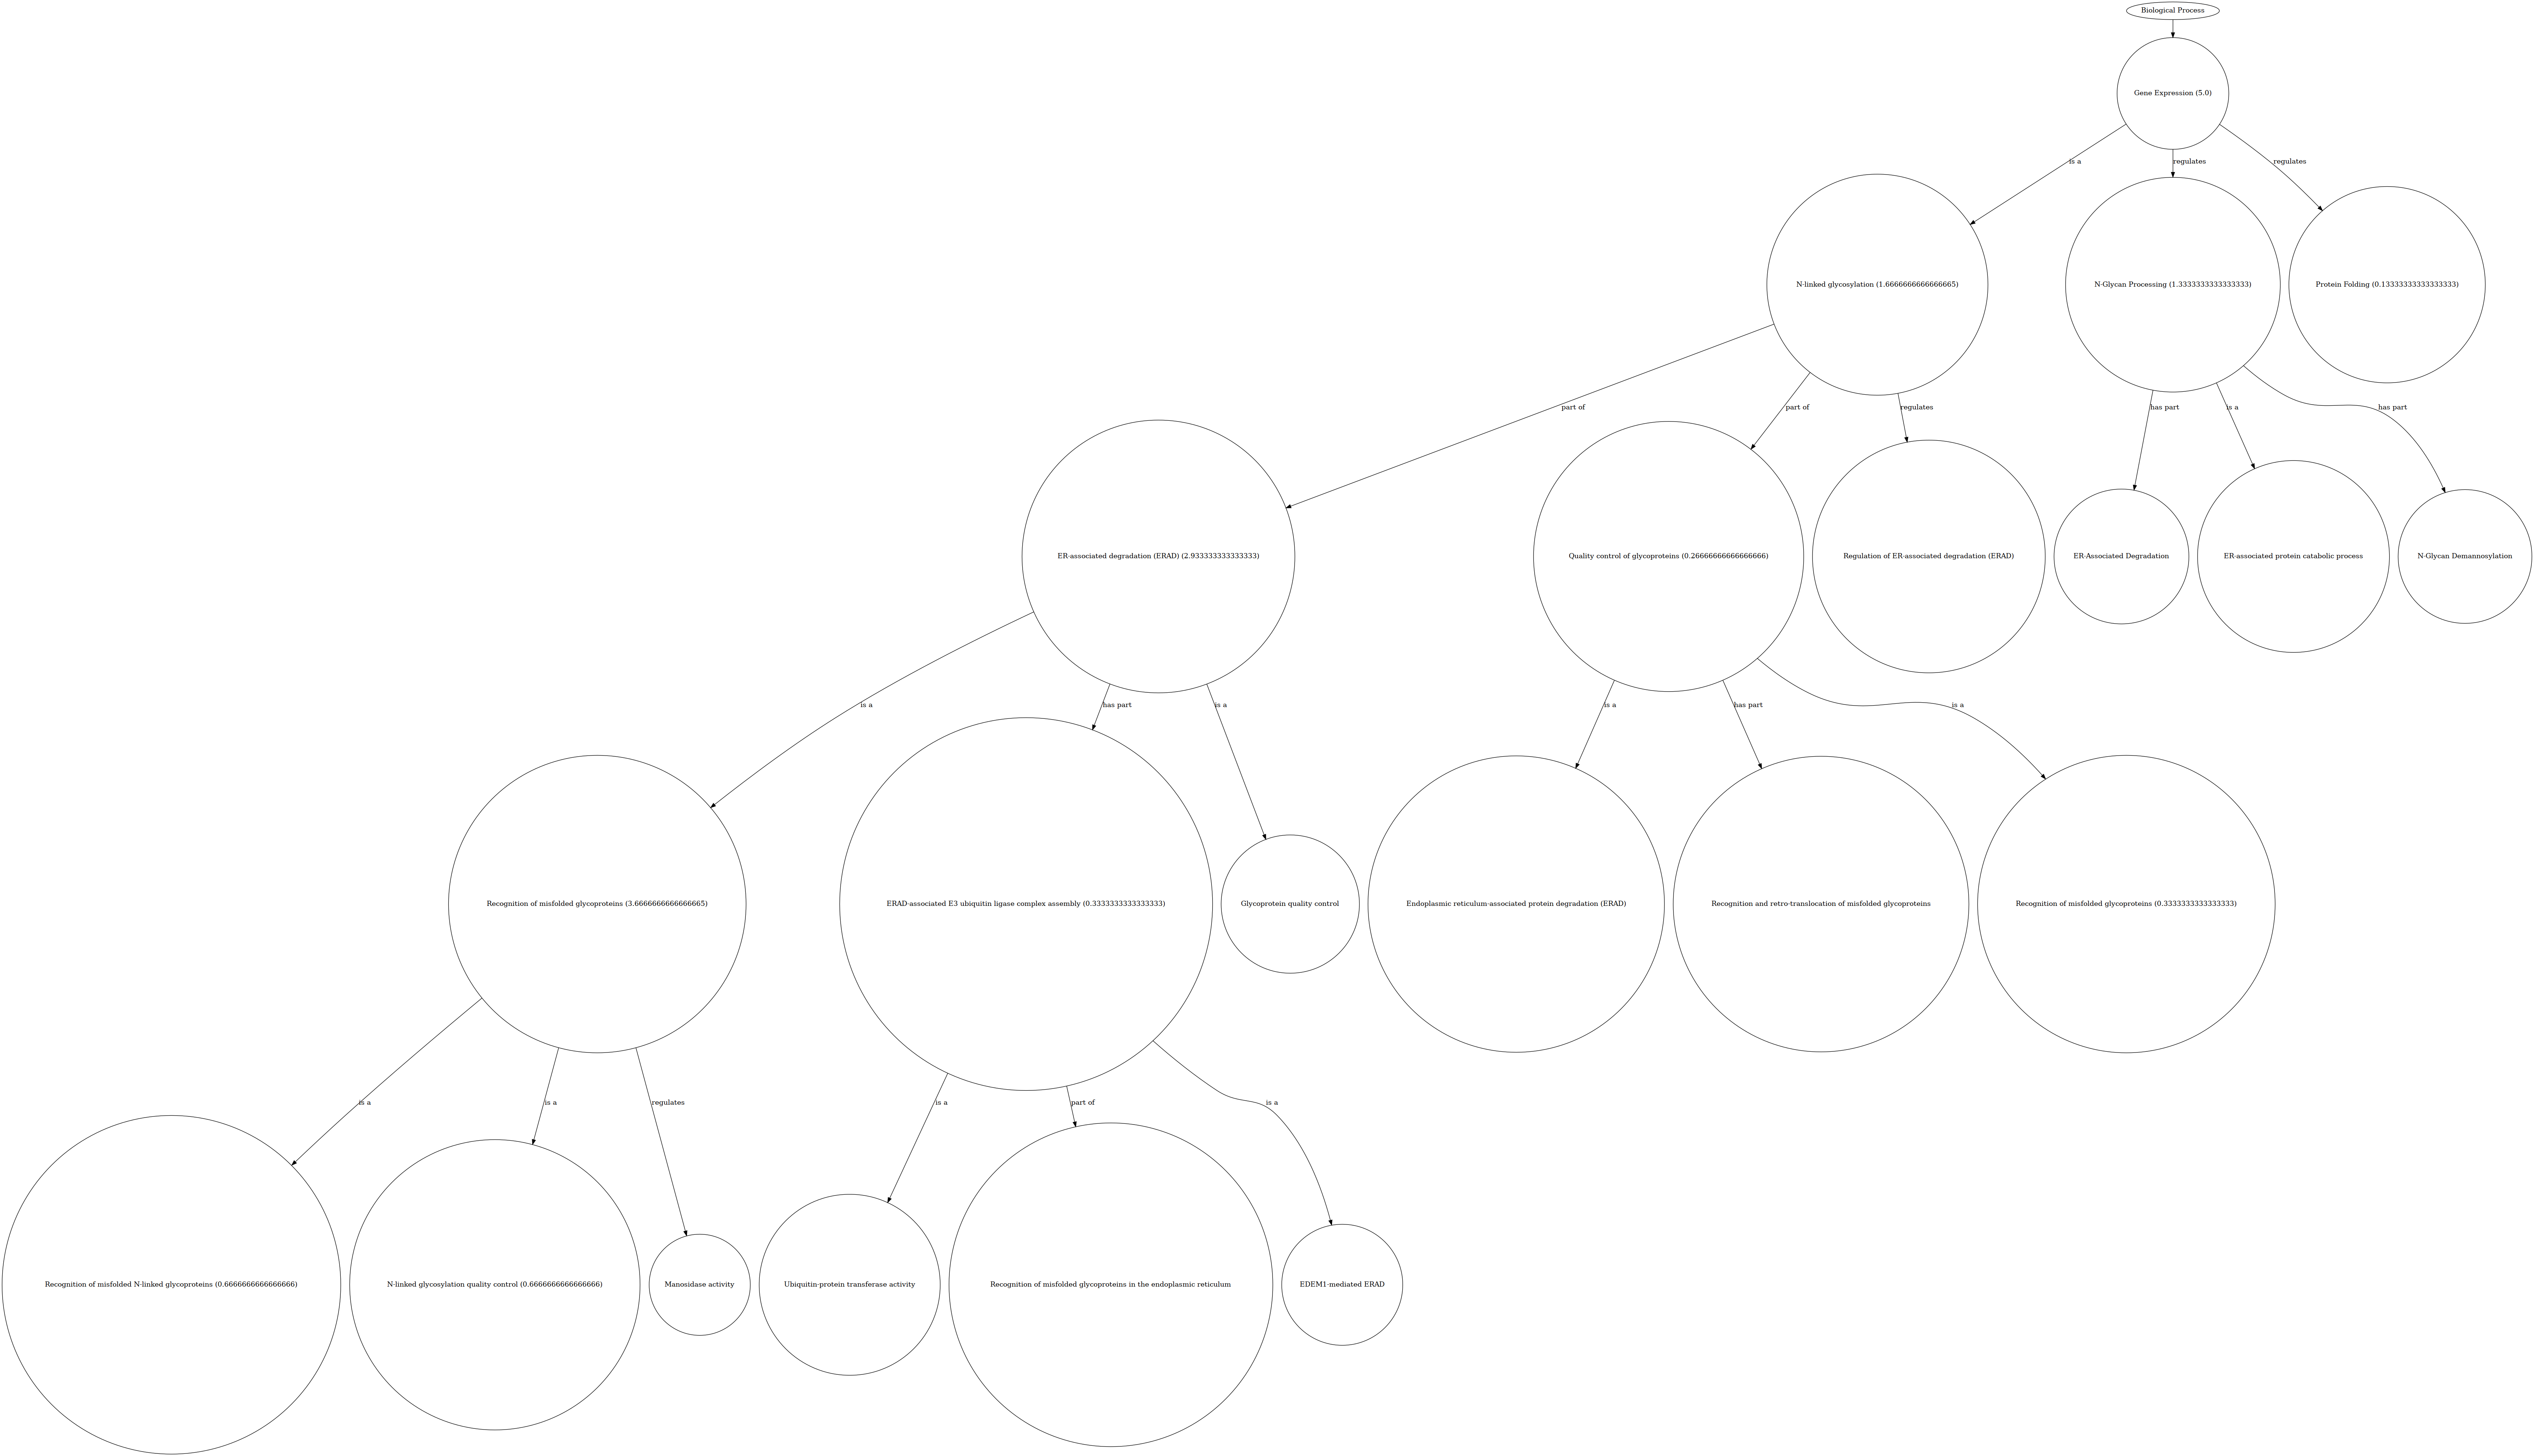 Biological Process
Gene Expression (5.0)
is a
regulates
regulates
N-linked glycosylation (1.6666666666666665)
N-Glycan Processing (1.3333333333333333)
Protein Folding (0.13333333333333333)
part of
part of
regulates
has part
is a
has part
ER-associated degradation (ERAD) (2.933333333333333)
Quality control of glycoproteins (0.26666666666666666)
Regulation of ER-associated degradation (ERAD)
ER-Associated Degradation
ER-associated protein catabolic process
N-Glycan Demannosylation
is a
has part
is a
is a
has part
is a
Recognition of misfolded glycoproteins (3.6666666666666665)
ERAD-associated E3 ubiquitin ligase complex assembly (0.3333333333333333)
Glycoprotein quality control
Endoplasmic reticulum-associated protein degradation (ERAD)
Recognition and retro-translocation of misfolded glycoproteins
Recognition of misfolded glycoproteins (0.3333333333333333)
is a
is a
regulates
is a
part of
is a
Recognition of misfolded N-linked glycoproteins (0.6666666666666666)
N-linked glycosylation quality control (0.6666666666666666)
Manosidase activity
Ubiquitin-protein transferase activity
Recognition of misfolded glycoproteins in the endoplasmic reticulum
EDEM1-mediated ERAD